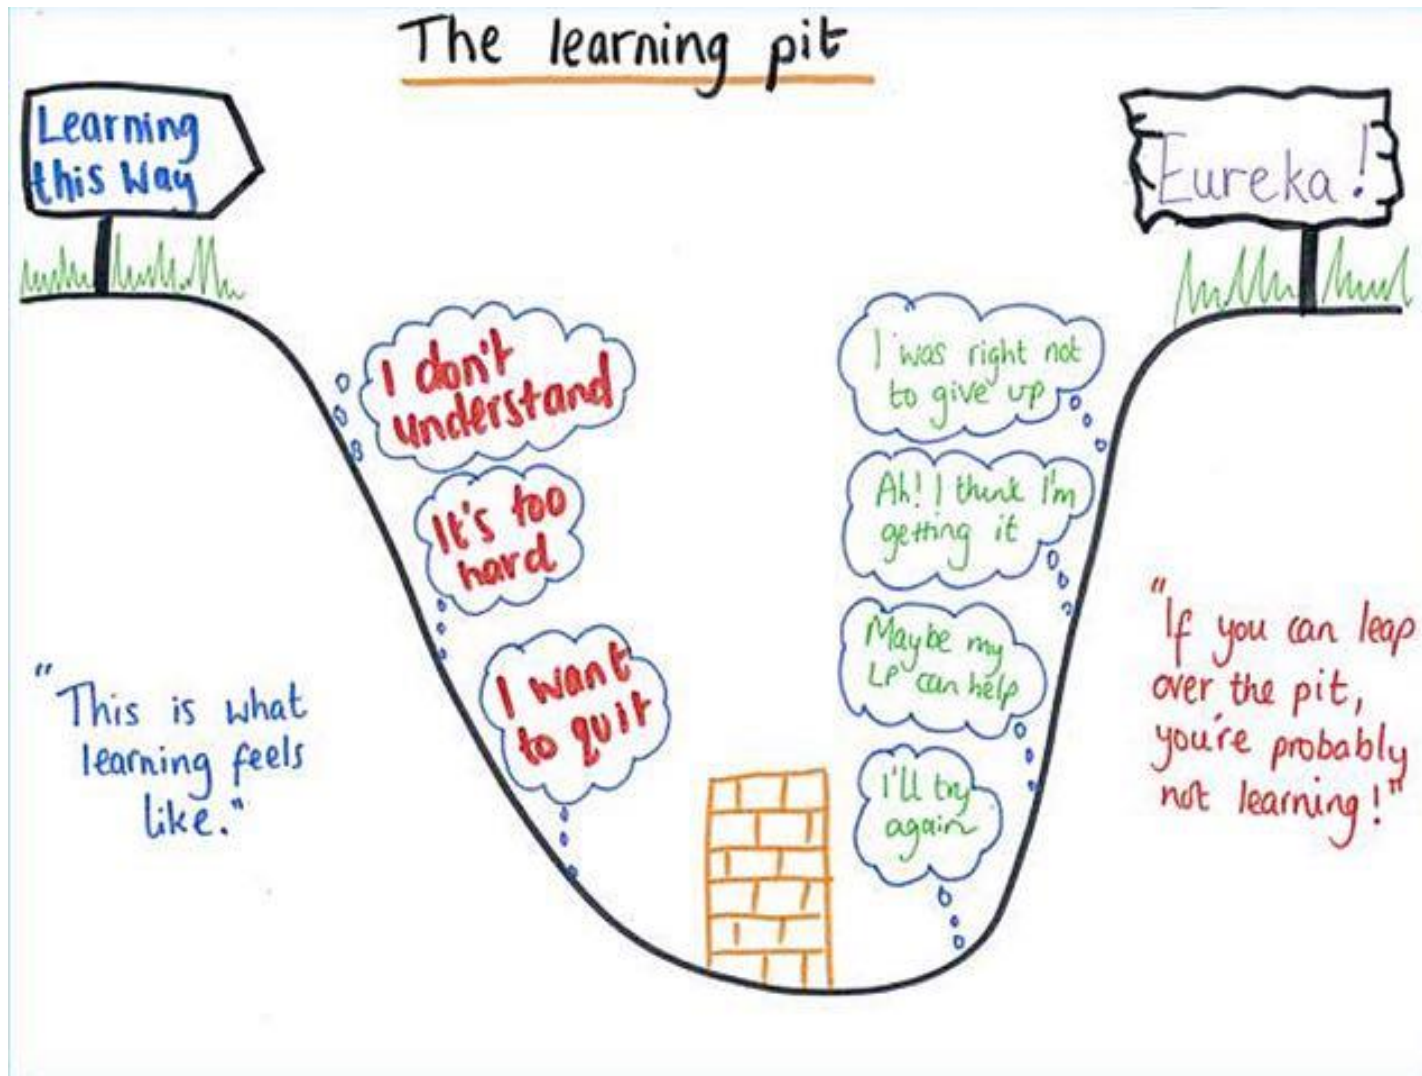 The learning pit
Learning
this Way
Eureka!
I don't
understand
It's too
hard
I want
to quit
I was right not
to give up
Ah! I think I'm
getting it
Maybe my
LP can help
I'll try
again
"This is what
learning feels
like."
"If you can leap
over the pit,
you're probably
not learning!"